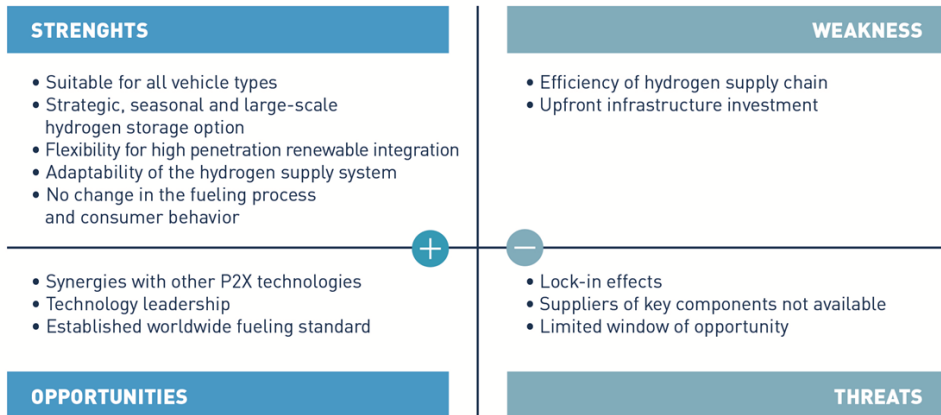 STRENGHTS
• Suitable for all vehicle types
• Strategic, seasonal and large-scale
hydrogen storage option
• Flexibility for high penetration renewable integration
• Adaptability of the hydrogen supply system
• No change in the fueling process
and consumer behavior
WEAKNESS
• Efficiency of hydrogen supply chain
• Upfront infrastructure investment
+
−
• Synergies with other P2X technologies
• Technology leadership
• Established worldwide fueling standard
OPPORTUNITIES
• Lock-in effects
• Suppliers of key components not available
• Limited window of opportunity
THREATS